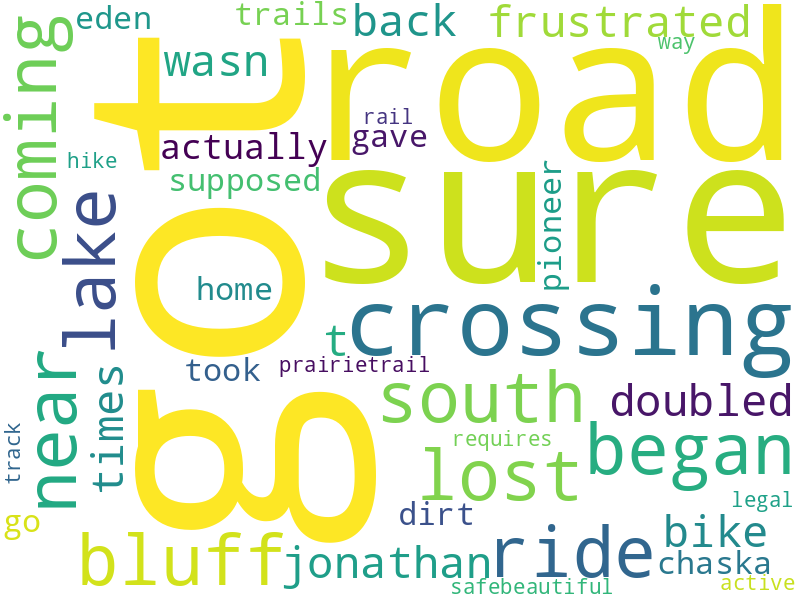 eden
trails
back
frustrated
way
coming
wasn
got
road
rail
gave
hike
actually
supposed
sure
pioneer
lake
home
crossing
t
took
prairietrail
near
times
south
doubled
track
requires
began
lost
go
dirt
legal
bluff
jonathan
ride
bike
chaska
safebeautiful
active